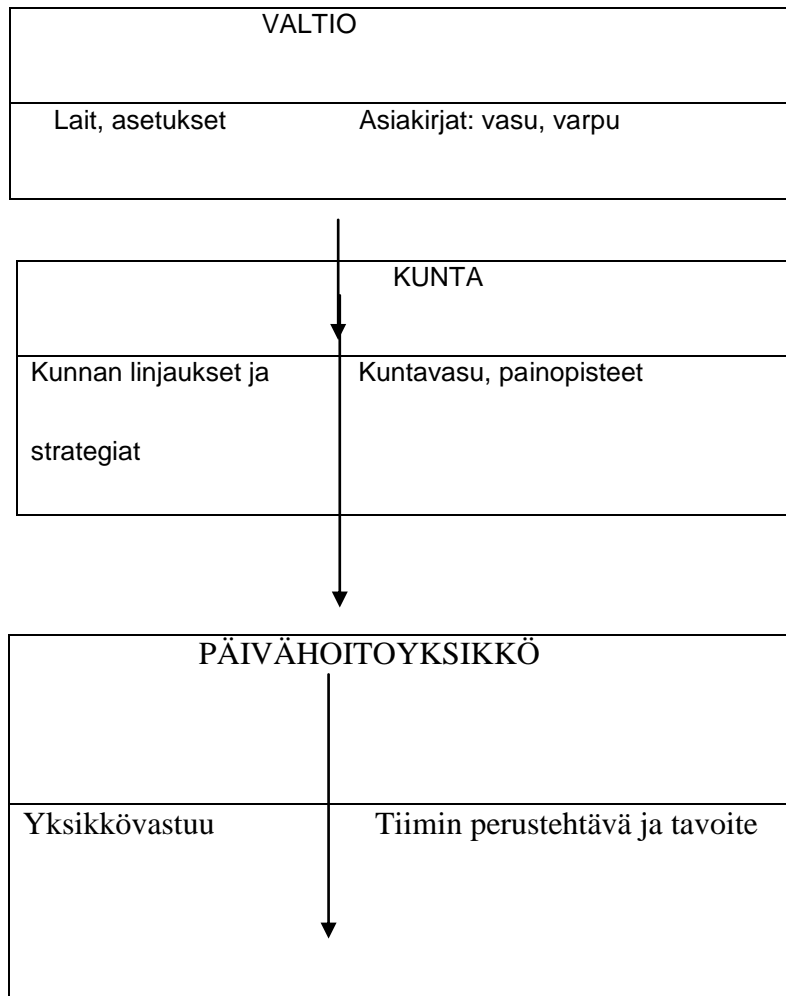 VALTIO
Lait, asetukset Asiakirjat: vasu, varpu
KUNTA
Kunnan linjaukset ja Kuntavasu, painopisteet
strategiat
PÄIVÄHOITOYKSIKKÖ
Yksikkövastuu Tiimin perustehtävä ja tavoite